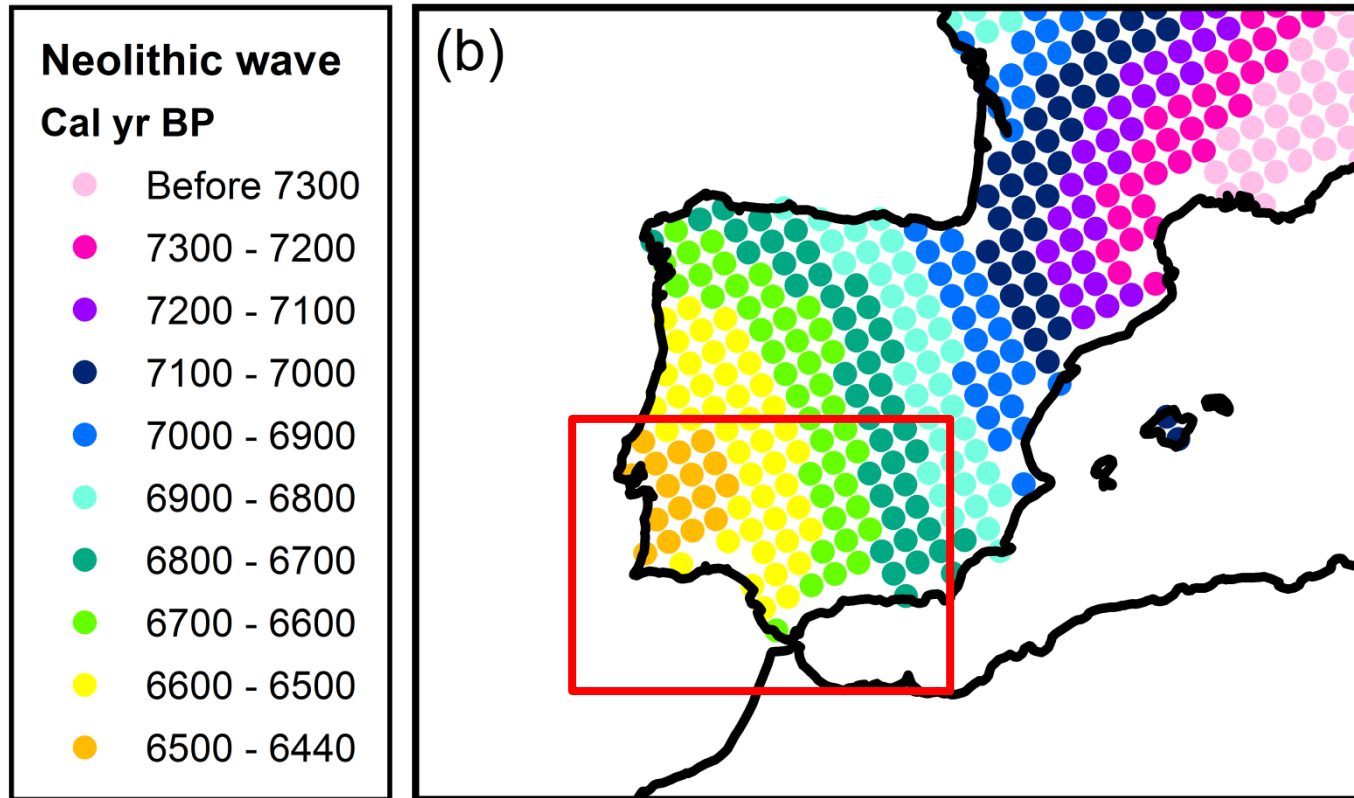 Neolithic wave
Cal yr BP
Before 7300
7300 - 7200
7200 - 7100
7100 - 7000
7000 - 6900
6900 - 6800
6800 - 6700
6700 - 6600
6600 - 6500
6500 - 6440
(b)